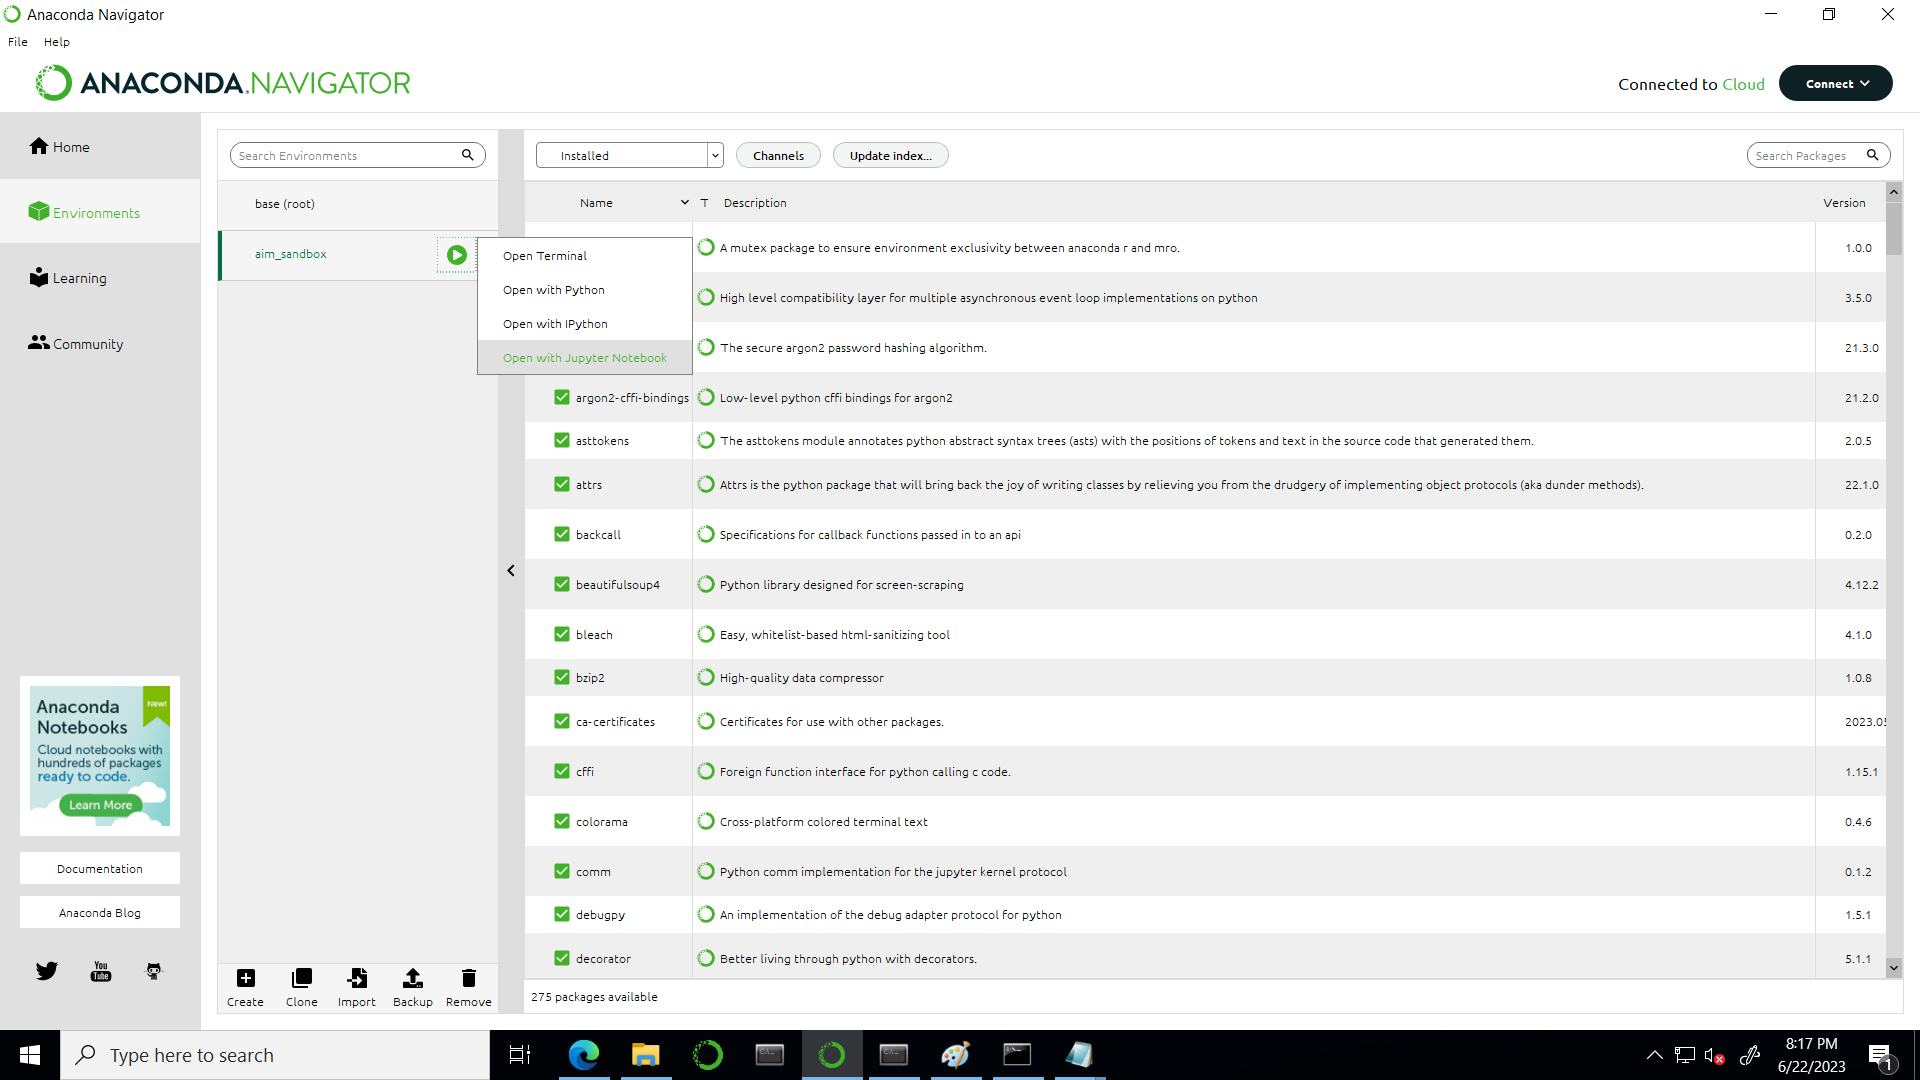 Anaconda Navigator
File Help
ANACONDA.NAVIGATOR
Connected to Cloud
Connect
Home
Environments
Learning
Community
Anaconda
Notebooks
New!
Cloud notebooks with
hundreds of packages
ready to code.
Learn More
Documentation
Anaconda Blog
You
Tube
Search Environments
base (root)
aim_sandbox
Open Terminal
Open with Python
Open with IPython
Open with Jupyter Notebook
Create Clone Import Backup Remove
Installed
Channels
Update index...
Search Packages
Name T Description Version
A mutex package to ensure environment exclusivity between anaconda r and mro. 1.0.0
High level compatibility layer for multiple asynchronous event loop implementations on python 3.5.0
The secure argon2 password hashing algorithm. 21.3.0
argon2-cffi-bindings Low-level python cffi bindings for argon2 21.2.0
asttokens The asttokens module annotates python abstract syntax trees (asts) with the positions of tokens and text in the source code that generated them. 2.0.5
attrs Attrs is the python package that will bring back the joy of writing classes by relieving you from the drudgery of implementing object protocols (aka dunder methods). 22.1.0
backcall Specifications for callback functions passed in to an api 0.2.0
beautifulsoup4 Python library designed for screen-scraping 4.12.2
bleach Easy, whitelist-based html-sanitizing tool 4.1.0
bzip2 High-quality data compressor 1.0.8
ca-certificates Certificates for use with other packages. 2023.05
cffi Foreign function interface for python calling c code. 1.15.1
colorama Cross-platform colored terminal text 0.4.6
comm Python comm implementation for the jupyter kernel protocol 0.1.2
debugpy An implementation of the debug adapter protocol for python 1.5.1
decorator Better living through python with decorators. 5.1.1
275 packages available
Type here to search
8:17 PM
6/22/2023
1